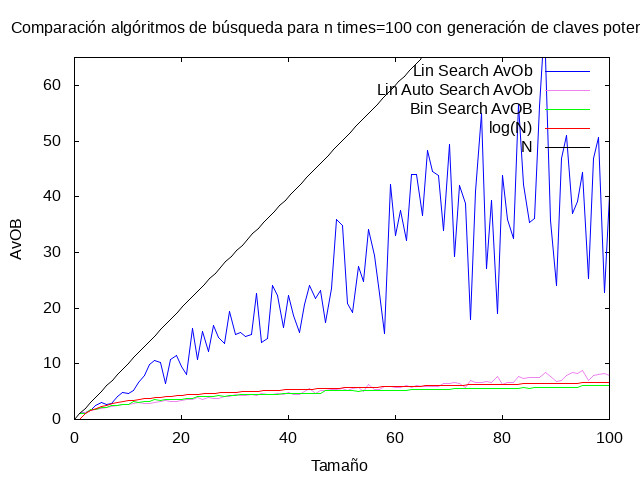 Comparación algóritmos de búsqueda para n times=100 con generación de claves poten
Lin Search AvOb
Lin Auto Search AvOb
Bin Search AvOB
log(N)
N
60
50
40
30
20
10
0
AvOB
0 20 40 60 80 100
Tamaño